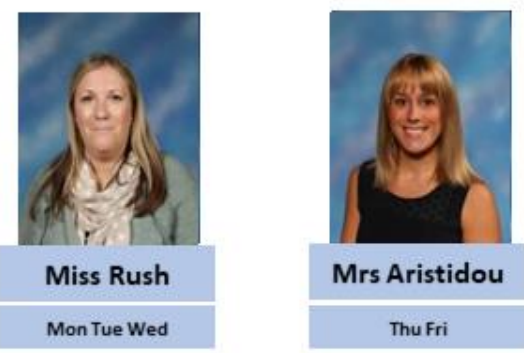 Miss Rush
Mon Tue Wed
Mrs Aristidou
Thu Fri